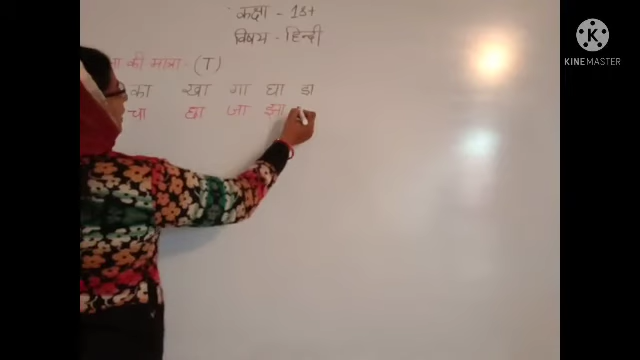 कक्षा - 1st
विषय - हिन्दी
की मात्रा - (ा)
का खा गा घा ङा
चा छा जा झा
KINEMASTER